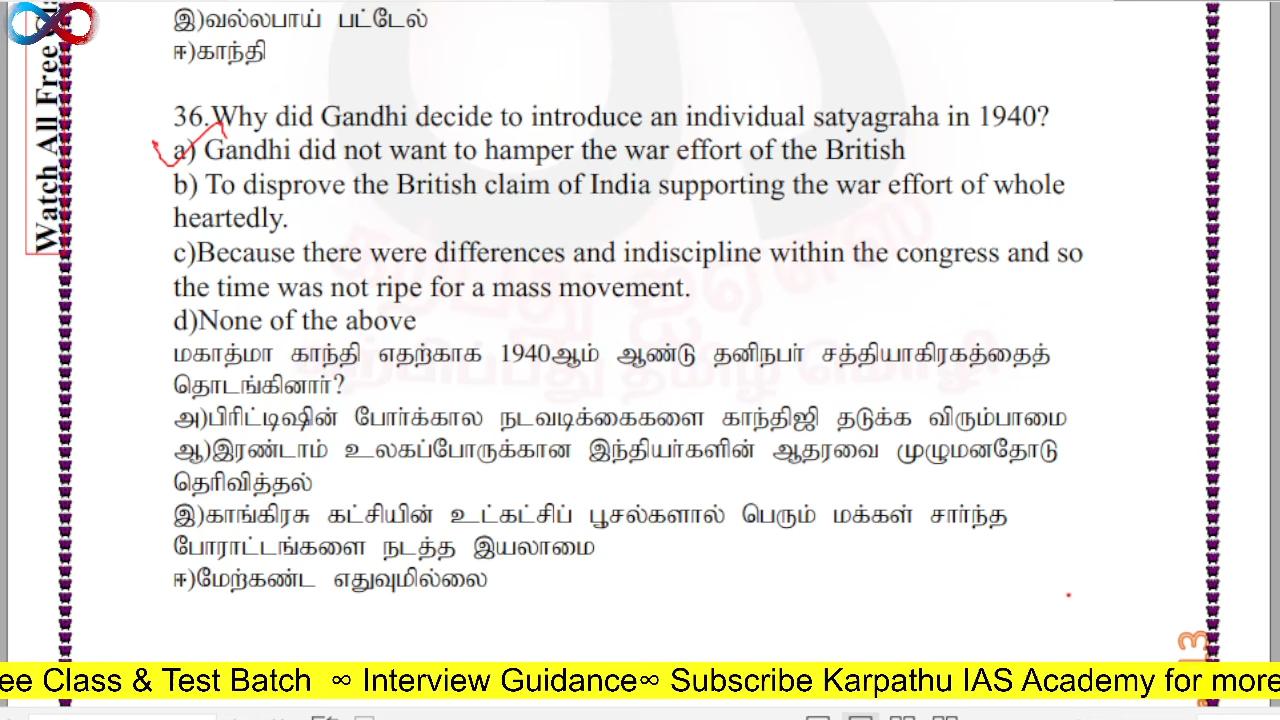 இ)வல்லபாய் பட்டேல்
ஈ)காந்தி
Watch All Free Cla
36.Why did Gandhi decide to introduce an individual satyagraha in 1940?
a) Gandhi did not want to hamper the war effort of the British
b) To disprove the British claim of India supporting the war effort of whole
heartedly.
c)Because there were differences and indiscipline within the congress and so
the time was not ripe for a mass movement.
d)None of the above
மகாத்மா காந்தி எதற்காக 1940ஆம் ஆண்டு தனிநபர் சத்தியாகிரகத்தைத்
தொடங்கினார்?
அ)பிரிட்டிஷின் போர்க்கால நடவடிக்கைகளை காந்திஜி தடுக்க விரும்பாமை
ஆ)இரண்டாம் உலகப்போருக்கான இந்தியர்களின் ஆதரவை முழுமனதோடு
தெரிவித்தல்
இ)காங்கிரசு கட்சியின் உட்கட்சிப் பூசல்களால் பெரும் மக்கள் சார்ந்த
போராட்டங்களை நடத்த இயலாமை
ஈ)மேற்கண்ட எதுவுமில்லை
ee Class & Test Batch ∞ Interview Guidance∞ Subscribe Karpathu IAS Academy for more